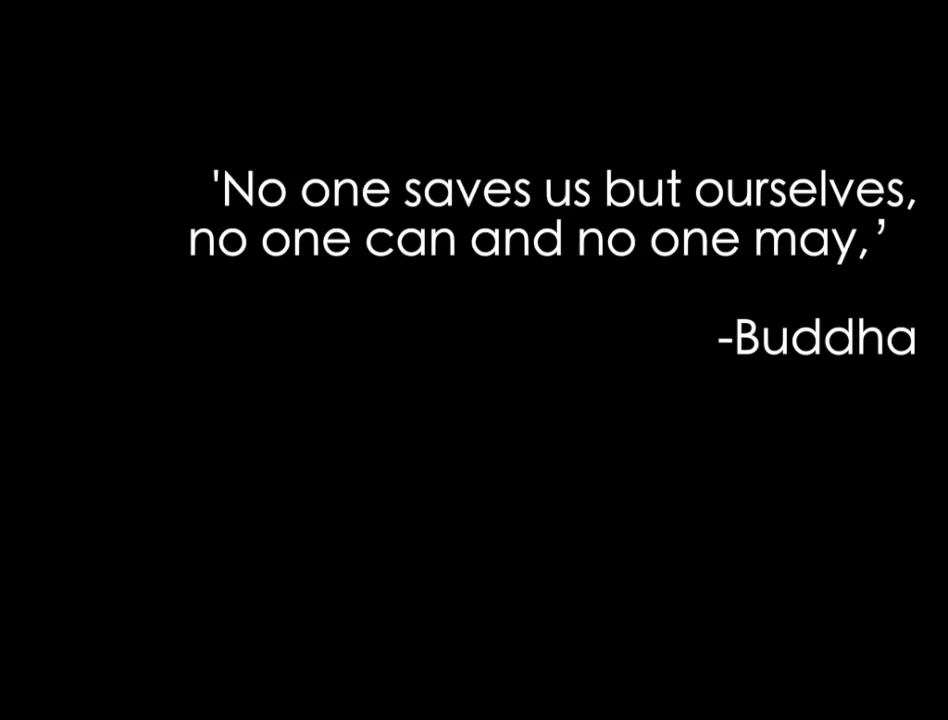 'No one saves us but ourselves,
no one can and no one may,’
-Buddha